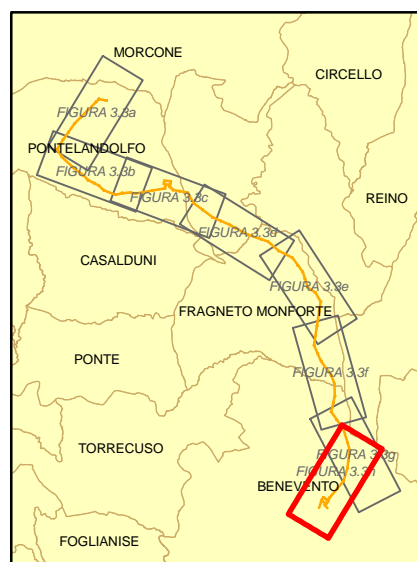 MORCONE
CIRCELLO
FIGURA 3.3a
PONTELANDOLFO
FIGURA 3.3b
FIGURA 3.3c
REINO
FIGURA 3.3d
CASALDUNI
FIGURA 3.3e
FRAGNETO MONFORTE
PONTE
FIGURA 3.3f
TORRECUSO
FIGURA 3.3g
FIGURA 3.3h
BENEVENTO
FOGLIANISE